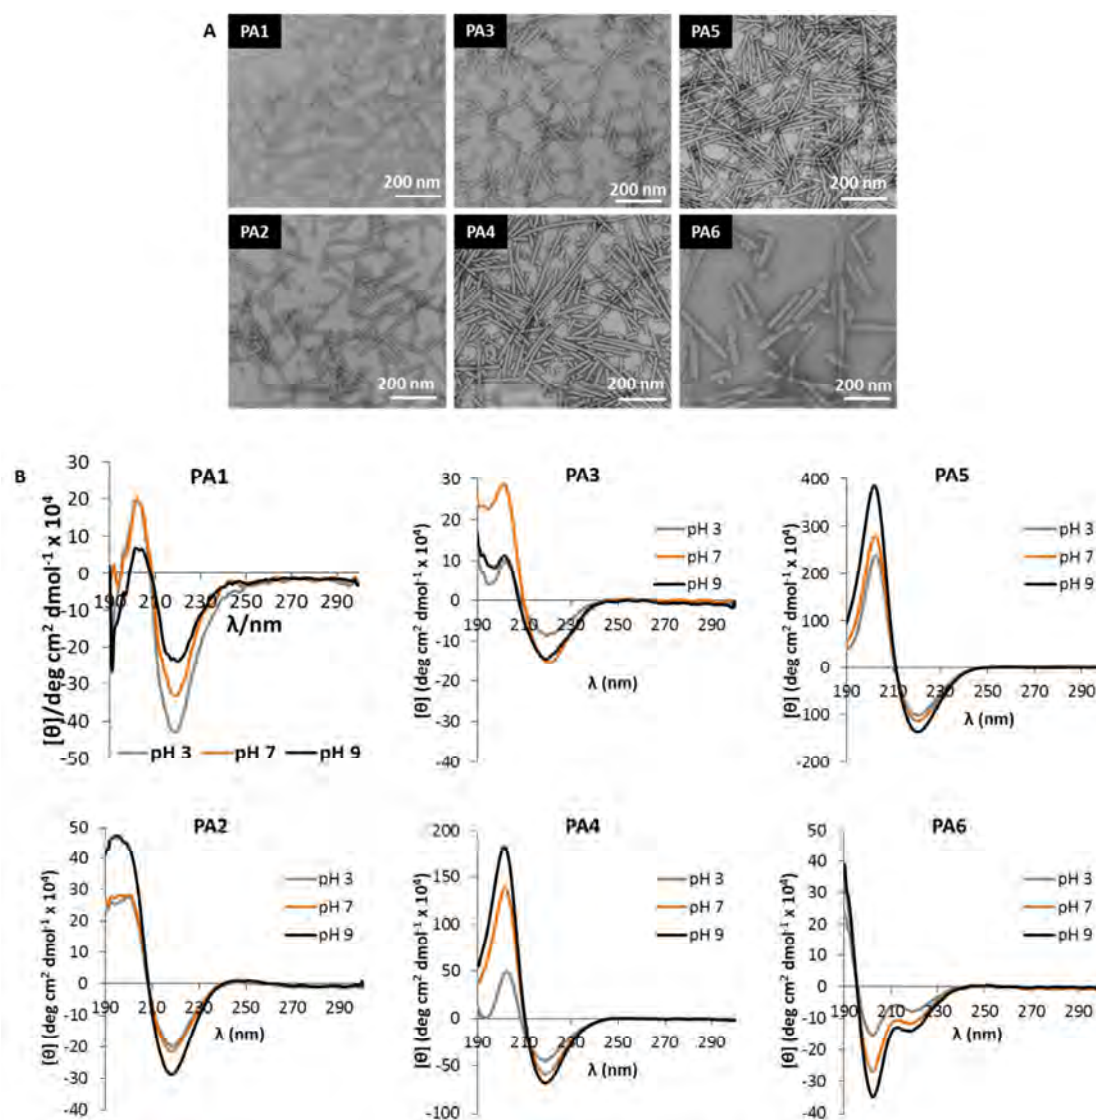 A
PA1
200 nm
PA3
200 nm
PA5
200 nm
PA2
200 nm
PA4
200 nm
PA6
200 nm
B
PA1
[θ]/deg cm² dmol⁻¹ x 10⁴
30
20
10
0
-10
-20
-30
-40
-50
190 210 230 250 270 290
λ/nm
pH 3 pH 7 pH 9
PA3
[θ] (deg cm² dmol⁻¹ x 10⁴)
30
20
10
0
-10
-20
-30
-40
190 210 230 250 270 290
λ (nm)
pH 3
pH 7
pH 9
PA5
[θ] (deg cm² dmol⁻¹ x 10⁴)
400
300
200
100
0
-100
-200
190 210 230 250 270 290
λ (nm)
pH 3
pH 7
pH 9
PA2
[θ] (deg cm² dmol⁻¹ x 10⁴)
50
40
30
20
10
0
-10
-20
-30
-40
190 210 230 250 270 290
λ (nm)
pH 3
pH 7
pH 9
PA4
[θ] (deg cm² dmol⁻¹ x 10⁴)
200
150
100
50
0
-50
-100
190 210 230 250 270 290
λ (nm)
pH 3
pH 7
pH 9
PA6
[θ] (deg cm² dmol⁻¹ x 10⁴)
50
40
30
20
10
0
-10
-20
-30
-40
190 210 230 250 270 290
λ (nm)
pH 3
pH 7
pH 9